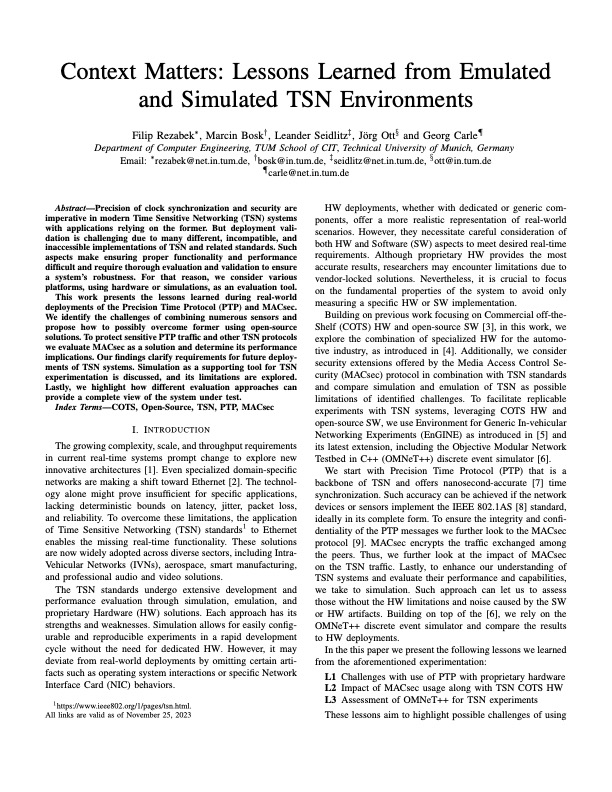 Context Matters: Lessons Learned from Emulated
and Simulated TSN Environments
Filip Rezabek*, Marcin Bosk†, Leander Seidlitz‡, Jörg Ott§ and Georg Carle¶
Department of Computer Engineering, TUM School of CIT, Technical University of Munich, Germany
Email: *rezabek@net.in.tum.de, †bosk@in.tum.de, ‡seidlitz@net.in.tum.de, §ott@in.tum.de
¶carle@net.in.tum.de
Abstract—Precision of clock synchronization and security are
imperative in modern Time Sensitive Networking (TSN) systems
with applications relying on the former. But deployment vali-
dation is challenging due to many different, incompatible, and
inaccessible implementations of TSN and related standards. Such
aspects make ensuring proper functionality and performance
difficult and require thorough evaluation and validation to ensure
a system's robustness. For that reason, we consider various
platforms, using hardware or simulations, as an evaluation tool.
This work presents the lessons learned during real-world
deployments of the Precision Time Protocol (PTP) and MACsec.
We identify the challenges of combining numerous sensors and
propose how to possibly overcome former using open-source
solutions. To protect sensitive PTP traffic and other TSN protocols
we evaluate MACsec as a solution and determine its performance
implications. Our findings clarify requirements for future deploy-
ments of TSN systems. Simulation as a supporting tool for TSN
experimentation is discussed, and its limitations are explored.
Lastly, we highlight how different evaluation approaches can
provide a complete view of the system under test.
Index Terms—COTS, Open-Source, TSN, PTP, MACsec
I. INTRODUCTION
The growing complexity, scale, and throughput requirements
in current real-time systems prompt change to explore new
innovative architectures [1]. Even specialized domain-specific
networks are making a shift toward Ethernet [2]. The technol-
ogy alone might prove insufficient for specific applications,
lacking deterministic bounds on latency, jitter, packet loss,
and reliability. To overcome these limitations, the application
of Time Sensitive Networking (TSN) standards1 to Ethernet
enables the missing real-time functionality. These solutions
are now widely adopted across diverse sectors, including Intra-
Vehicular Networks (IVNs), aerospace, smart manufacturing,
and professional audio and video solutions.
The TSN standards undergo extensive development and
performance evaluation through simulation, emulation, and
proprietary Hardware (HW) solutions. Each approach has its
strengths and weaknesses. Simulation allows for easily config-
urable and reproducible experiments in a rapid development
cycle without the need for dedicated HW. However, it may
deviate from real-world deployments by omitting certain arti-
facts such as operating system interactions or specific Network
Interface Card (NIC) behaviors.
1https://www.ieee802.org/1/pages/tsn.html.
All links are valid as of November 25, 2023
HW deployments, whether with dedicated or generic com-
ponents, offer a more realistic representation of real-world
scenarios. However, they necessitate careful consideration of
both HW and Software (SW) aspects to meet desired real-time
requirements. Although proprietary HW provides the most
accurate results, researchers may encounter limitations due to
vendor-locked solutions. Nevertheless, it is crucial to focus
on the fundamental properties of the system to avoid only
measuring a specific HW or SW implementation.
Building on previous work focusing on Commercial off-the-
Shelf (COTS) HW and open-source SW [3], in this work, we
explore the combination of specialized HW for the automo-
tive industry, as introduced in [4]. Additionally, we consider
security extensions offered by the Media Access Control Se-
curity (MACsec) protocol in combination with TSN standards
and compare simulation and emulation of TSN as possible
limitations of identified challenges. To facilitate replicable
experiments with TSN systems, leveraging COTS HW and
open-source SW, we use Environment for Generic In-vehicular
Networking Experiments (EnGINE) as introduced in [5] and
its latest extension, including the Objective Modular Network
Testbed in C++ (OMNeT++) discrete event simulator [6].
We start with Precision Time Protocol (PTP) that is a
backbone of TSN and offers nanosecond-accurate [7] time
synchronization. Such accuracy can be achieved if the network
devices or sensors implement the IEEE 802.1AS [8] standard,
ideally in its complete form. To ensure the integrity and confi-
dentiality of the PTP messages we further look to the MACsec
protocol [9]. MACsec encrypts the traffic exchanged among
the peers. Thus, we further look at the impact of MACsec
on the TSN traffic. Lastly, to enhance our understanding of
TSN systems and evaluate their performance and capabilities,
we take to simulation. Such approach can let us to assess
those without the HW limitations and noise caused by the SW
or HW artifacts. Building on top of the [6], we rely on the
OMNeT++ discrete event simulator and compare the results
to HW deployments.
In the this paper we present the following lessons we learned
from the aforementioned experimentation:
L1 Challenges with use of PTP with proprietary hardware
L2 Impact of MACsec usage along with TSN COTS HW
L3 Assessment of OMNeT++ for TSN experiments
These lessons aim to highlight possible challenges of using